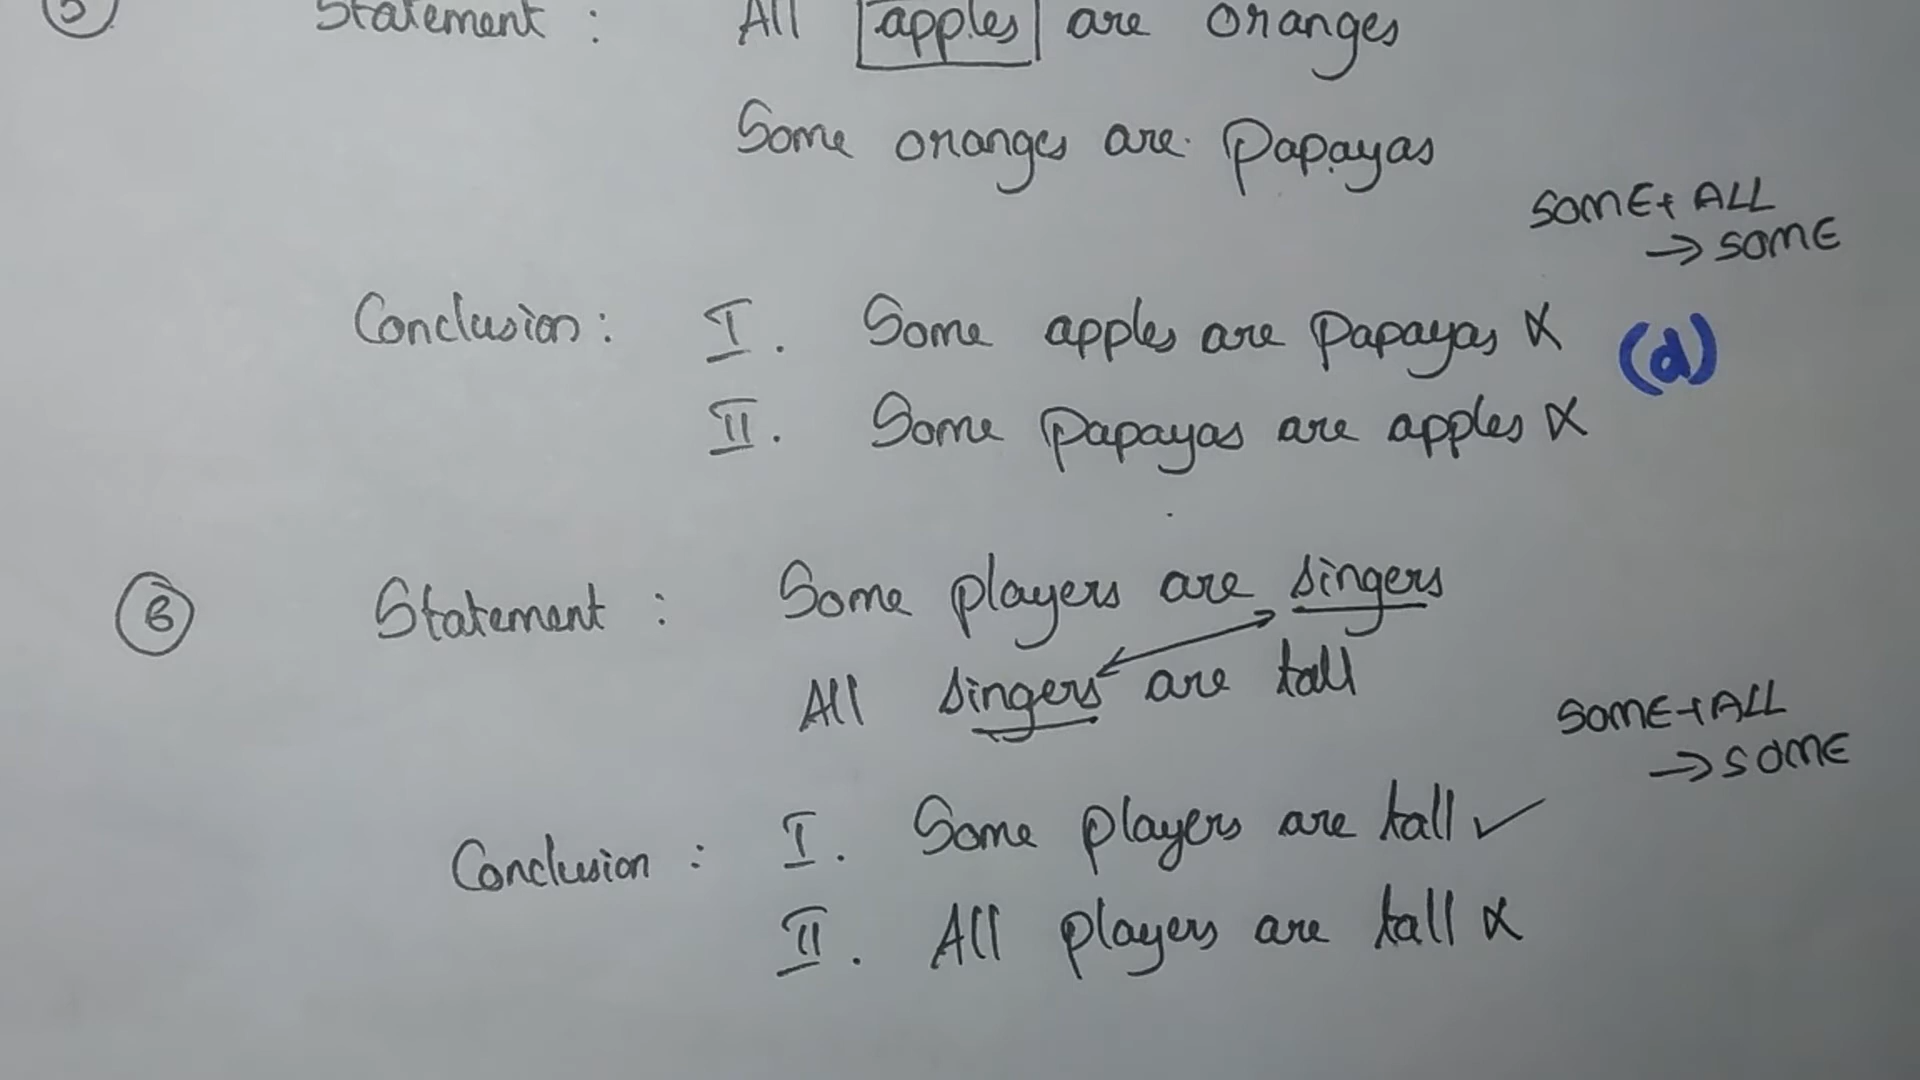 Statement : All apples are oranges
Some oranges are Papayas
SOME+ ALL
→ SOME
Conclusion : I. Some apples are Papayas X (d)
II. Some Papayas are apples X
6 Statement : Some players are singers
All singers are tall
SOME+ALL
→ SOME
Conclusion : I. Some players are tall ✓
II. All players are tall X